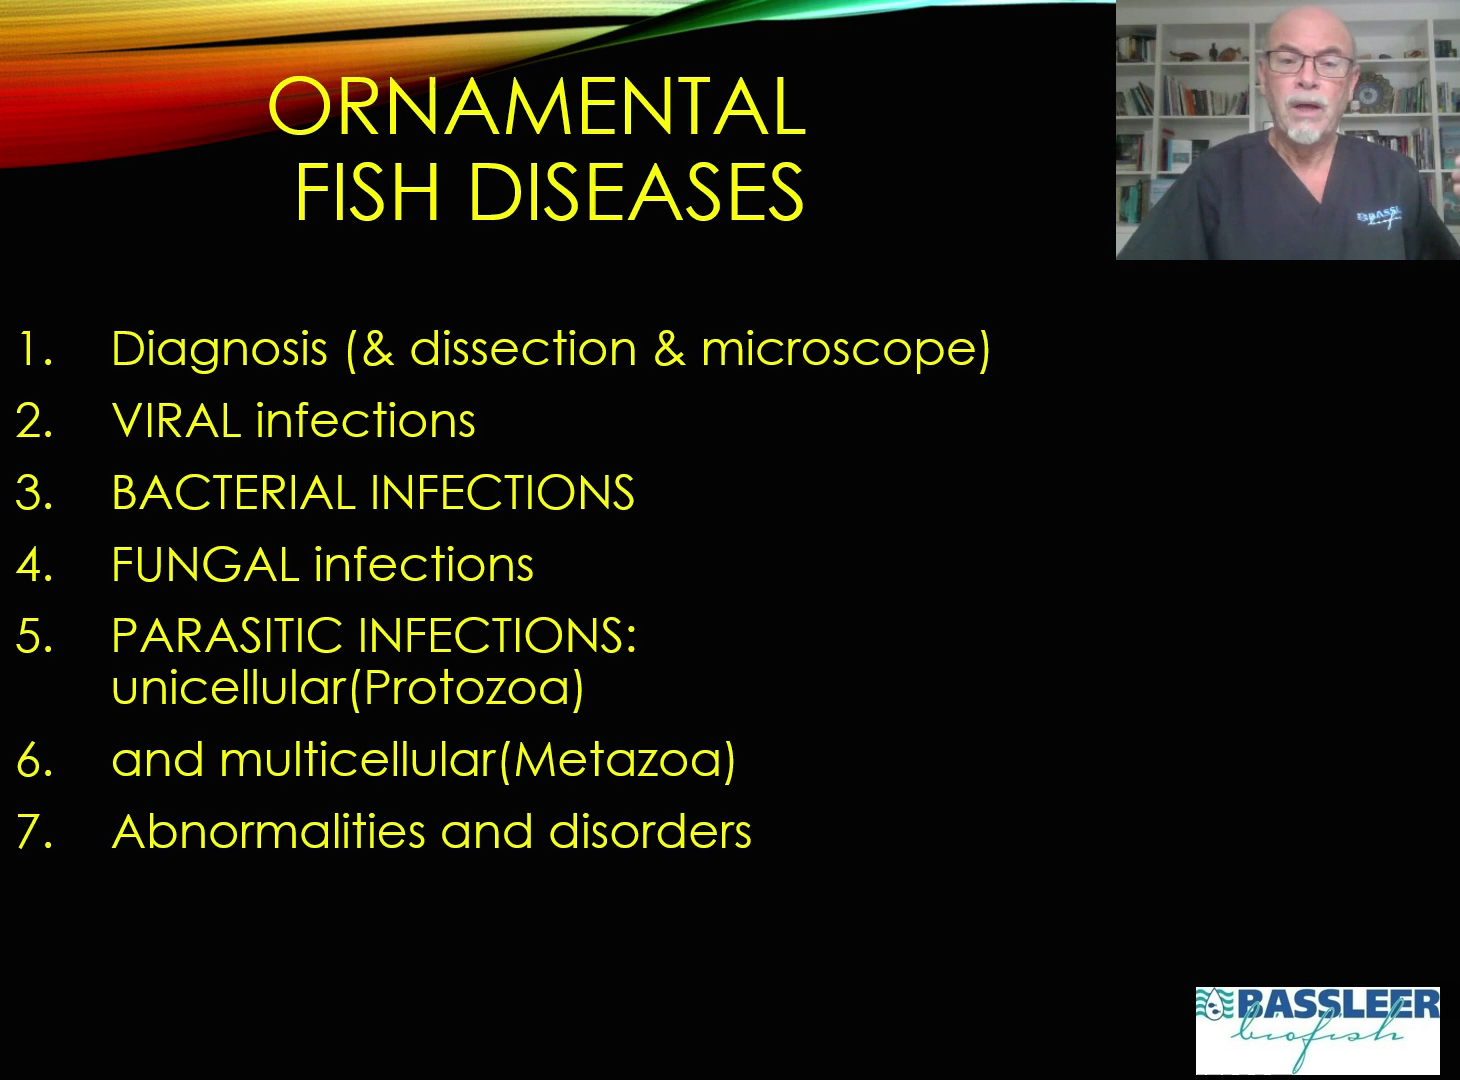 ORNAMENTAL
FISH DISEASES
1. Diagnosis (& dissection & microscope)
2. VIRAL infections
3. BACTERIAL INFECTIONS
4. FUNGAL infections
5. PARASITIC INFECTIONS:
unicellular(Protozoa)
6. and multicellular(Metazoa)
7. Abnormalities and disorders
BASSLEER
biofish